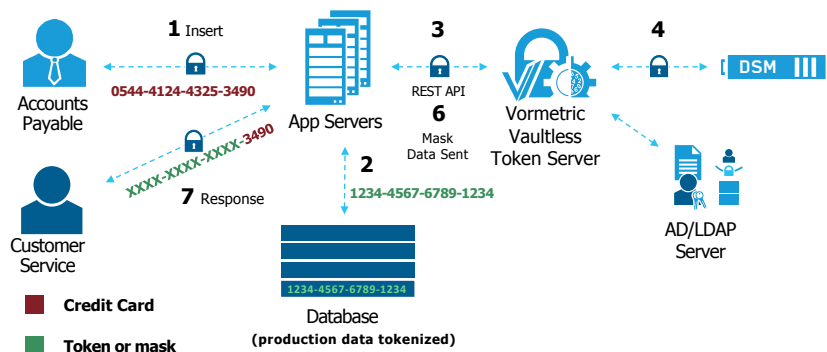 1 Insert
0544-4124-4325-3490
Accounts
Payable
App Servers
3
REST API
6
Mask
Data Sent
Vormetric
Vaultless
Token Server
4
DSM
XXXX-XXXX-XXXX-3490
7 Response
2
1234-4567-6789-1234
Customer
Service
AD/LDAP
Server
1234-4567-6789-1234
Database
(production data tokenized)
Credit Card
Token or mask